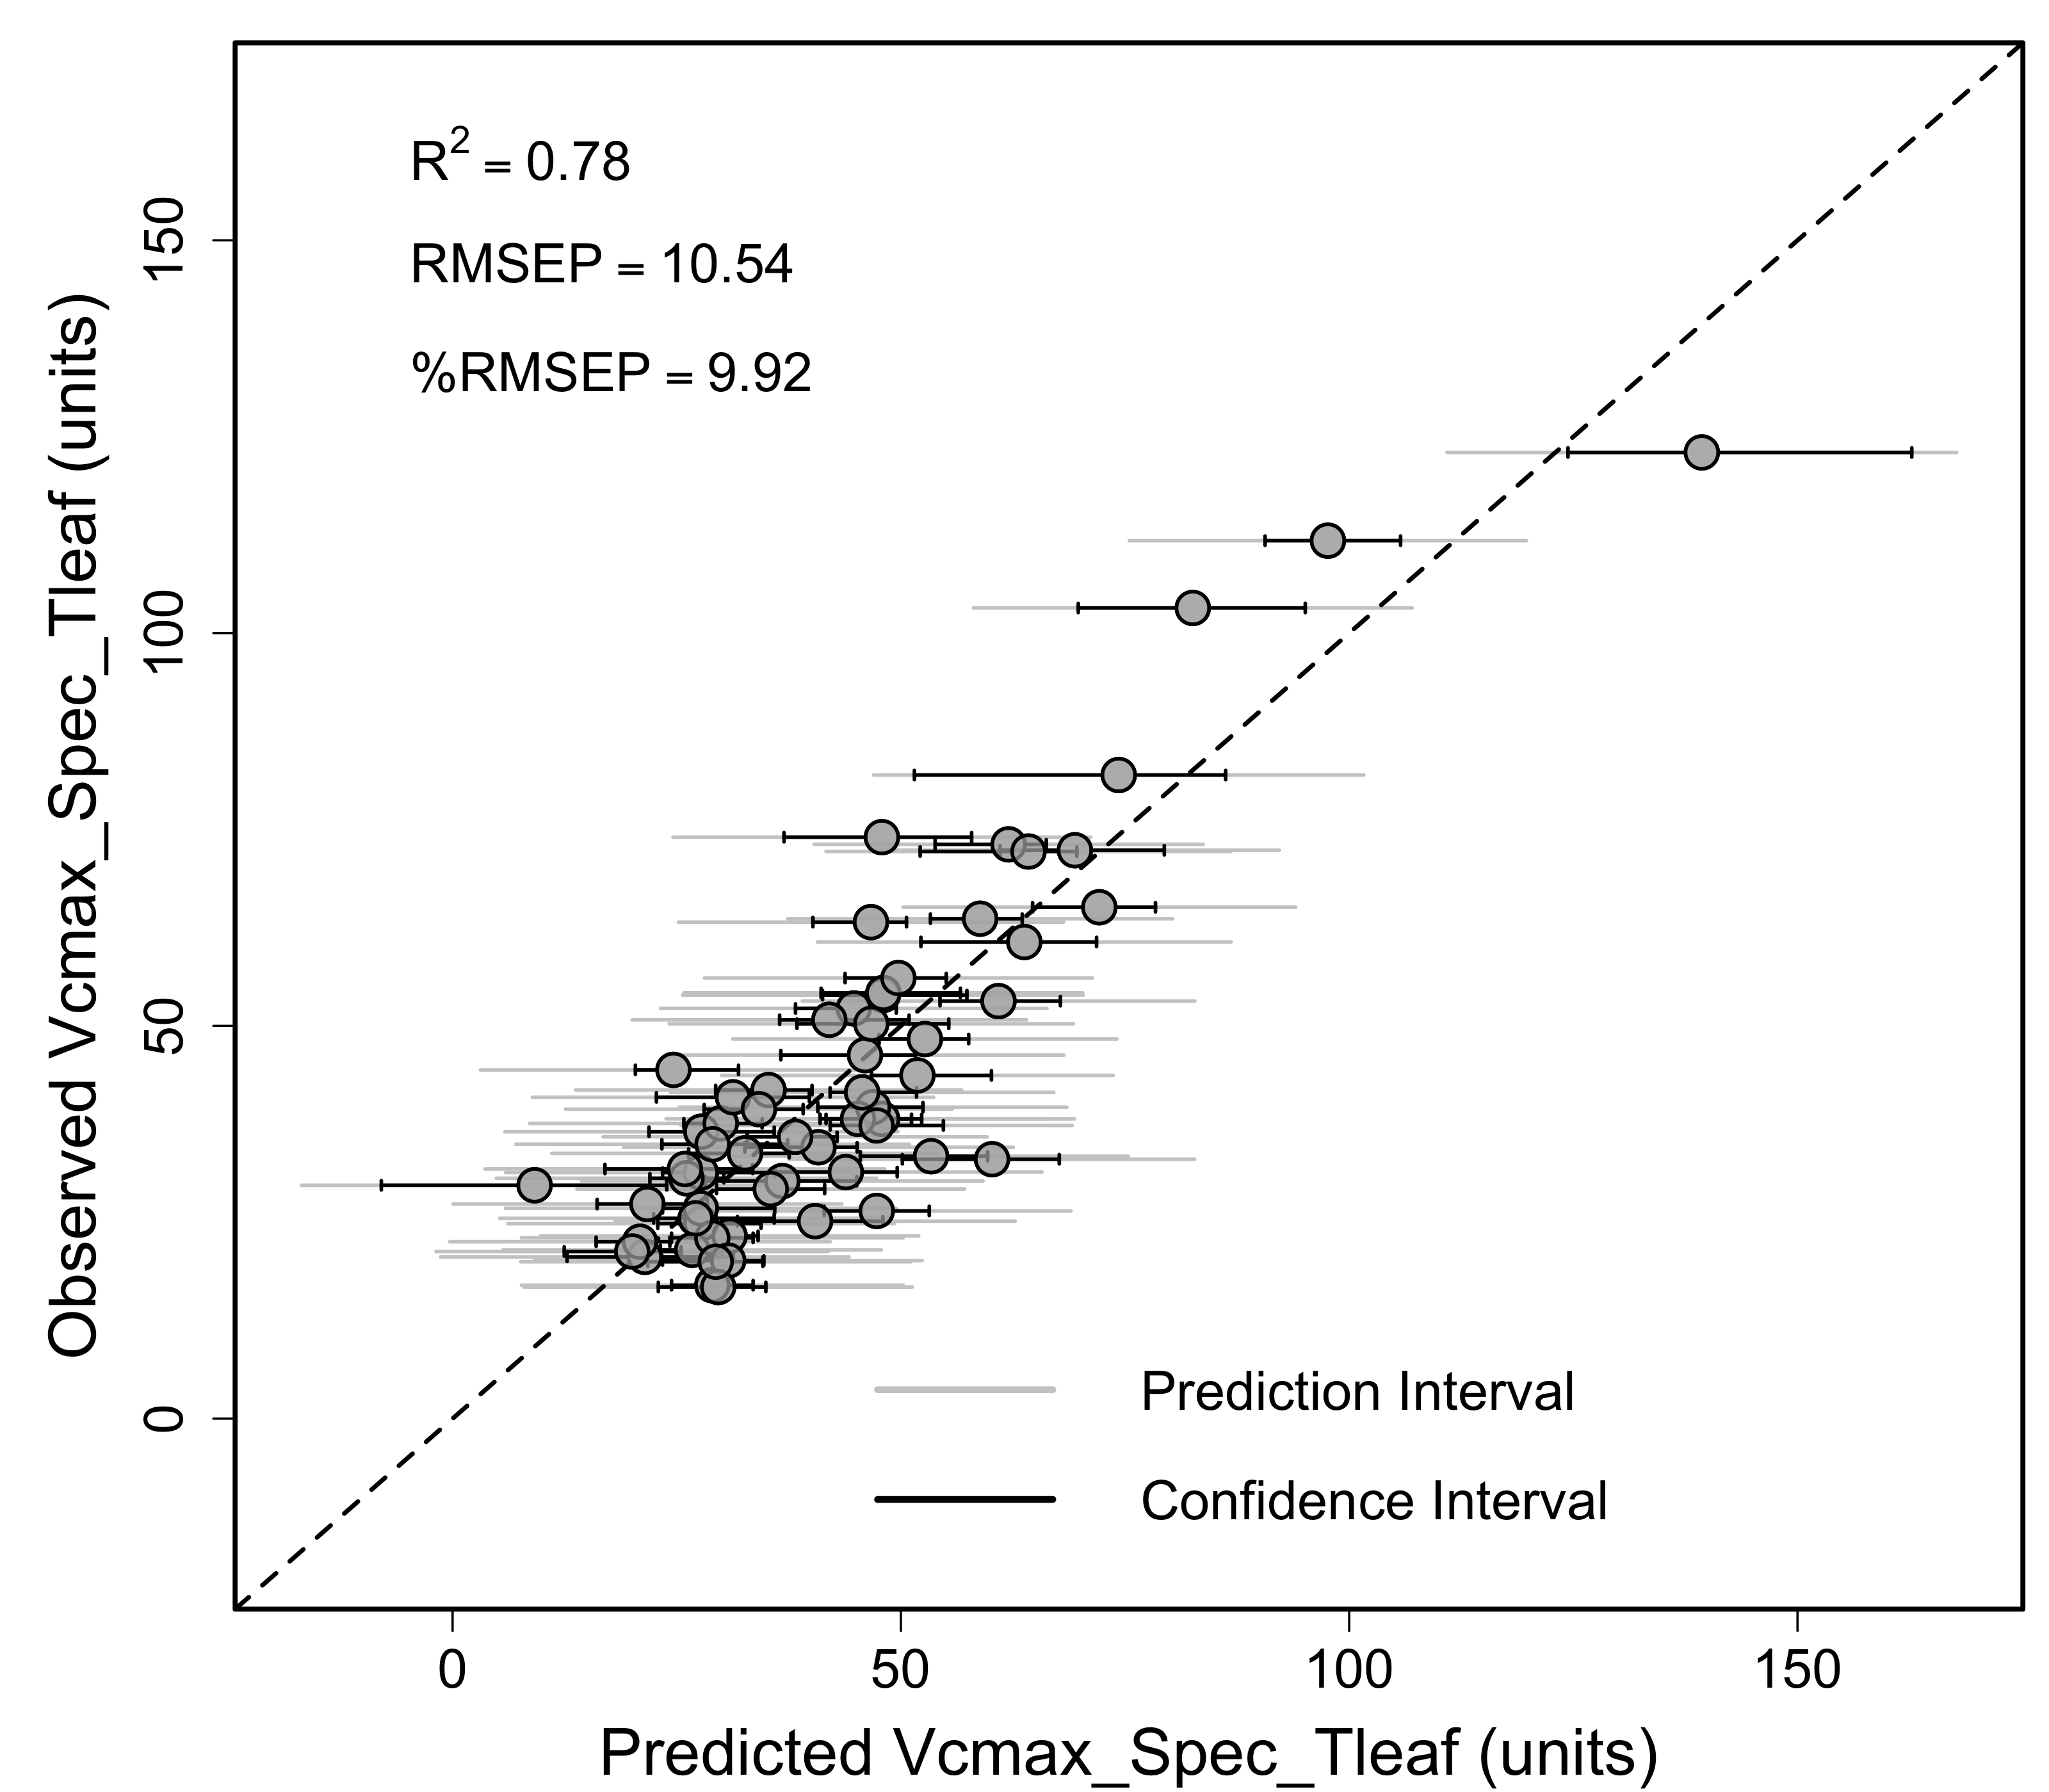 R2 = 0.78
RMSEP = 10.54
%RMSEP = 9.92
Observed Vcmax_Spec_Tleaf (units)
150
100
50
0
Prediction Interval
Confidence Interval
0 50 100 150
Predicted Vcmax_Spec_Tleaf (units)